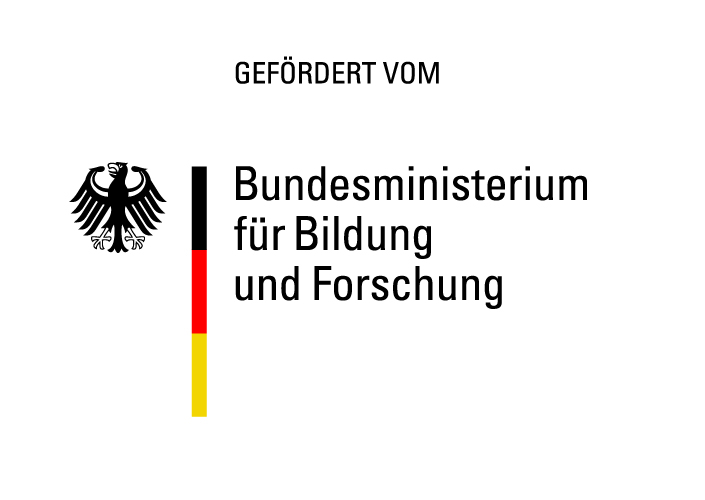 GEFÖRDERT VOM
Bundesministerium
für Bildung
und Forschung